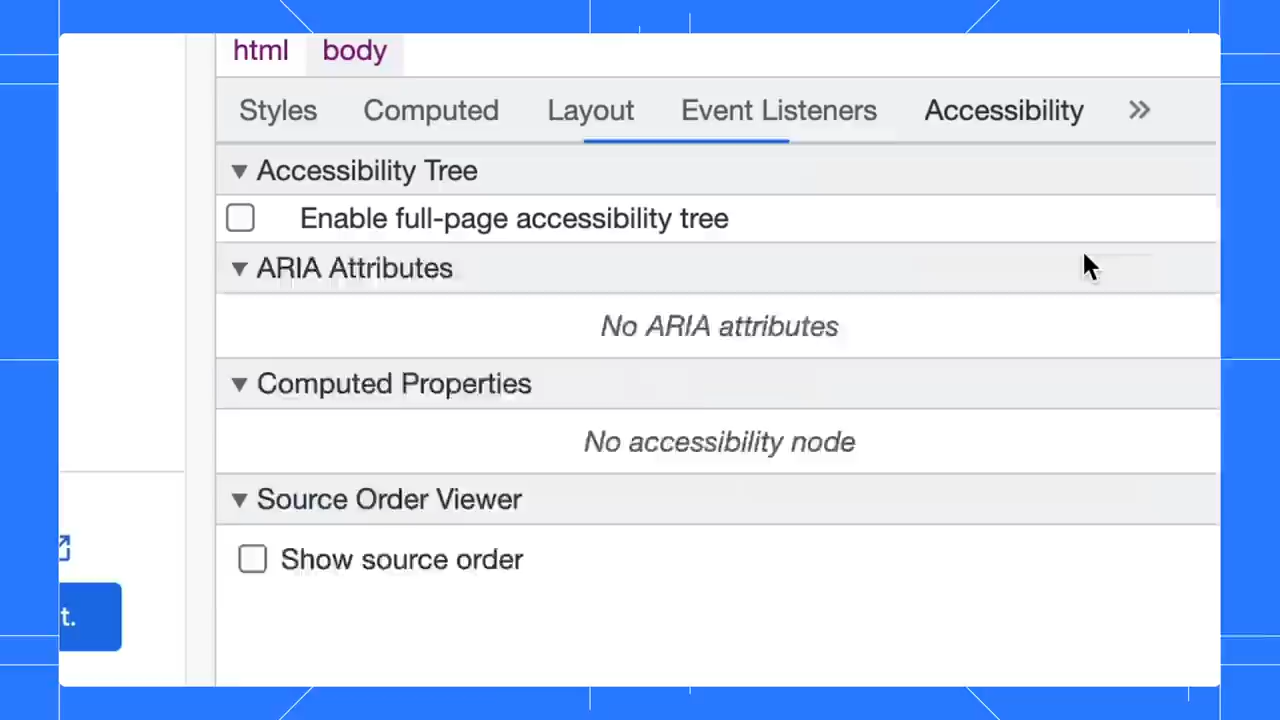 html body
Styles Computed Layout Event Listeners Accessibility »
Accessibility Tree
Enable full-page accessibility tree
ARIA Attributes
No ARIA attributes
Computed Properties
No accessibility node
Source Order Viewer
Show source order
t.